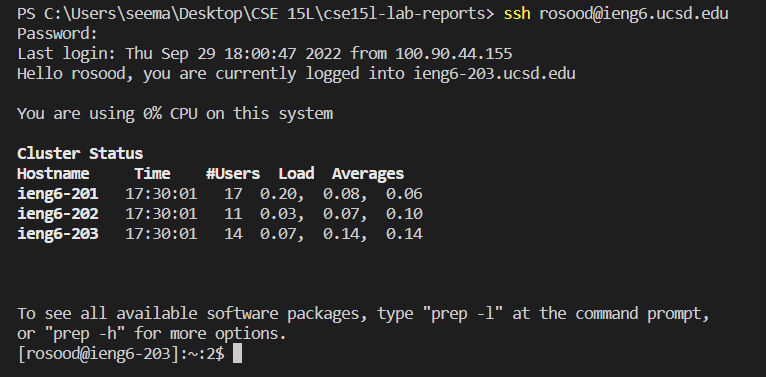 PS C:\Users\seema\Desktop\CSE 15L\cse15l-lab-reports> ssh rosood@ieng6.ucsd.edu
Password:
Last login: Thu Sep 29 18:00:47 2022 from 100.90.44.155
Hello rosood, you are currently logged into ieng6-203.ucsd.edu
You are using 0% CPU on this system
Cluster Status
Hostname Time #Users Load Averages
ieng6-201 17:30:01 17 0.20, 0.08, 0.06
ieng6-202 17:30:01 11 0.03, 0.07, 0.10
ieng6-203 17:30:01 14 0.07, 0.14, 0.14
To see all available software packages, type "prep -l" at the command prompt,
or "prep -h" for more options.
[rosood@ieng6-203]:~:2$